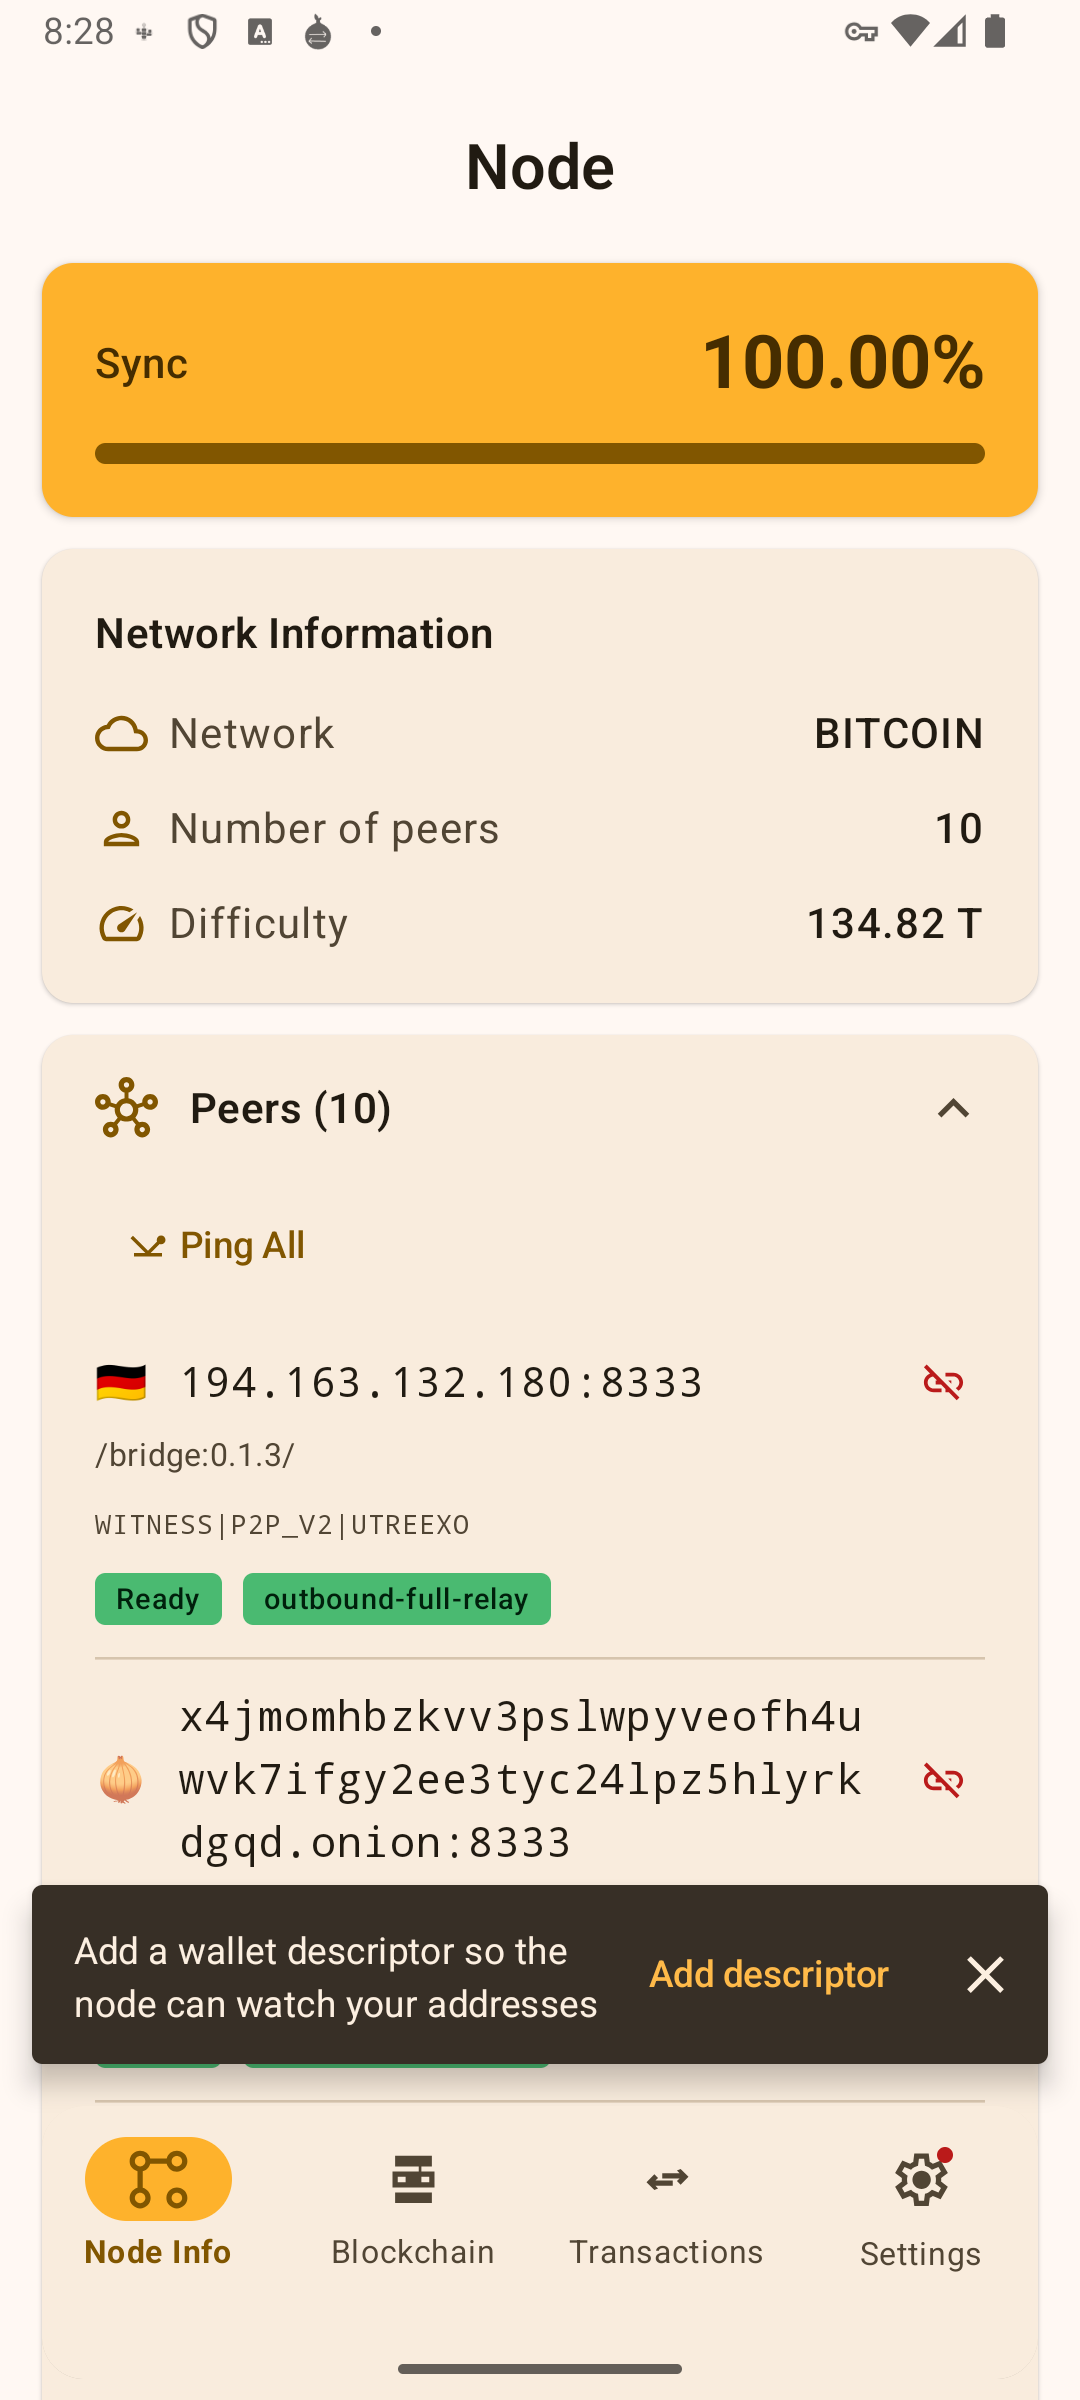 8:28
Node
Sync
100.00%
Network Information
Network
BITCOIN
Number of peers
10
Difficulty
134.82 T
Peers (10)
Ping All
194.163.132.180:8333
/bridge:0.1.3/
WITNESS|P2P_V2|UTREEXO
Ready
outbound-full-relay
x4jmomhbzkvv3pslwpyveofh4u
wvk7ifgy2ee3tyc24lpz5hlyrk
dgqd.onion:8333
Add a wallet descriptor so the
node can watch your addresses
Add descriptor
Node Info
Blockchain
Transactions
Settings